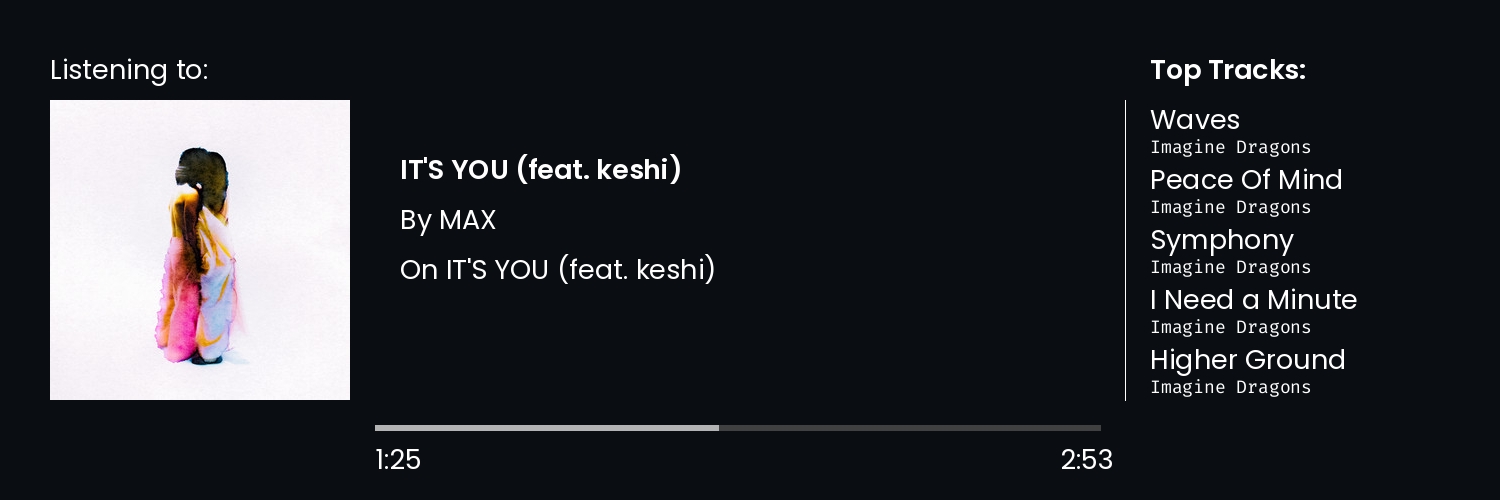 Listening to:
IT'S YOU (feat. keshi)
By MAX
On IT'S YOU (feat. keshi)
1:25
2:53
Top Tracks:
Waves
Imagine Dragons
Peace Of Mind
Imagine Dragons
Symphony
Imagine Dragons
I Need a Minute
Imagine Dragons
Higher Ground
Imagine Dragons